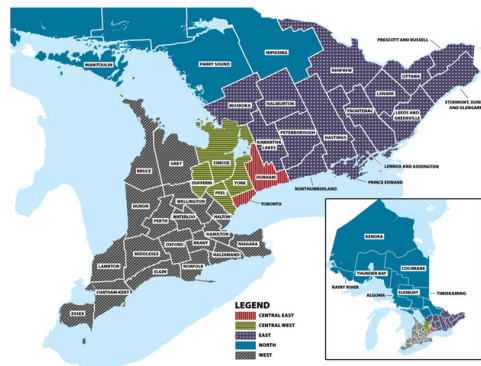 PRESCOTT AND RUSSELL
NIPISSING
MANITOULIN
PARRY SOUND
RENFREW
OTTAWA
LANARK
STORMONT, DUN
AND GLENGAR
MUSKOKA
HALIBURTON
FRONTENAC
LEEDS AND
GREENVILLE
PETERBOROUGH
HASTINGS
KAWARTHA
LAKES
LENNOX AND ADDINGTON
PRINCE EDWARD
NORTHUMBERLAND
GREY
SIMCOE
BRUCE
DURHAM
DUFFERIN
YORK
PEEL
TORONTO
HURON
WELLINGTON
WATERLOO
HALTON
PERTH
HAMILTON
NIAGARA
OXFORD
BRANT
HALDIMAND
MIDDLESEX
LAMBTON
NORFOLK
ELGIN
CHATHAM-KENT
ESSEX
KENORA
THUNDER BAY
COCHRANE
RAINY RIVER
SUDBURY
TIMISKAMING
ALGOMA
LEGEND
CENTRAL EAST
CENTRAL WEST
EAST
NORTH
WEST